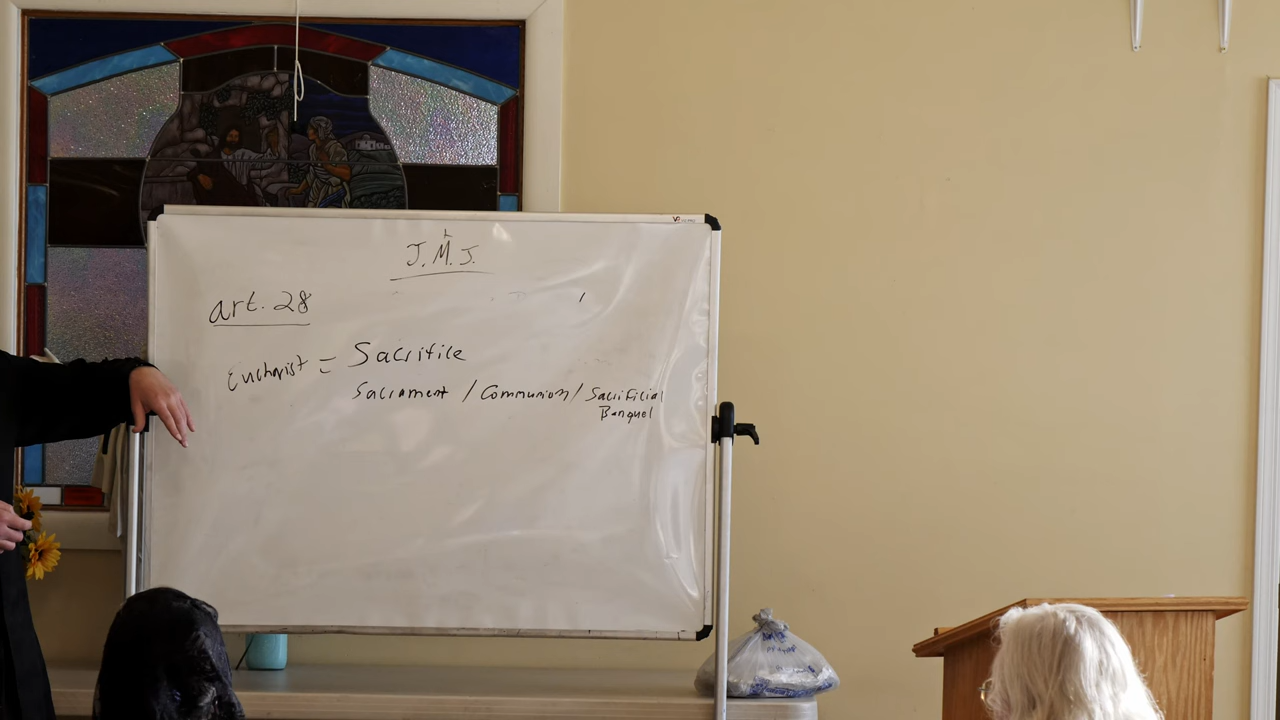 J.M.J.
art. 28
Eucharist = Sacrifice
Sacrament / Communion / Sacrificial
Banquet